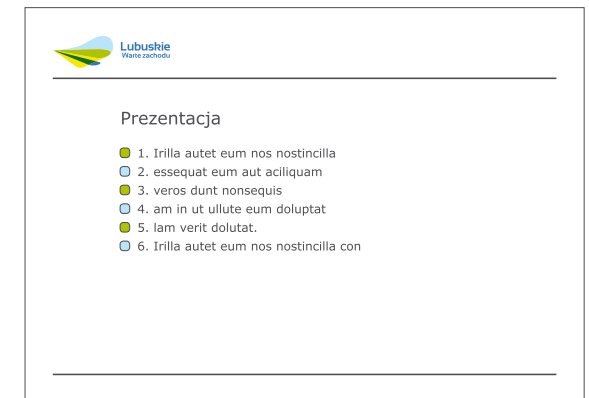 Lubuskie
Warte zachodu
Prezentacja
1. Irilla autet eum nos nostincilla
2. essequat eum aut aciliquam
3. veros dunt nonsequis
4. am in ut ullute eum doluptat
5. lam verit dolutat.
6. Irilla autet eum nos nostincilla con